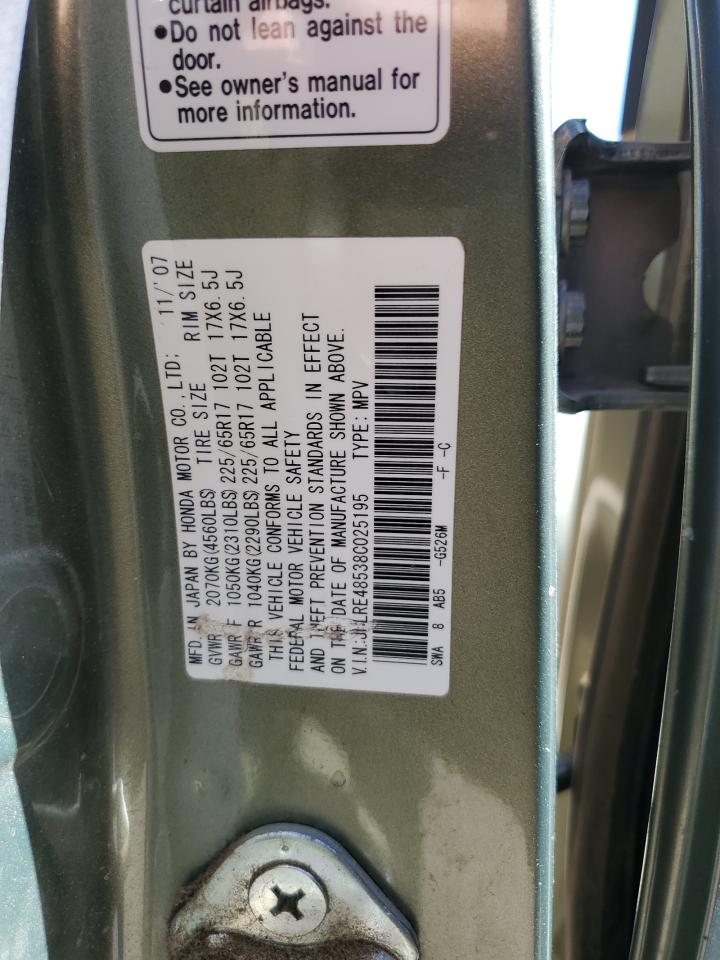 curtain airbags.
●Do not lean against the
door.
●See owner's manual for
more information.
MFD. IN JAPAN BY HONDA MOTOR CO., LTD; 11/'07
GVWR 2070KG(4560LBS) TIRE SIZE RIM SIZE
GAWR F 1050KG(2310LBS) 225/65R17 102T 17X6.5J
GAWR R 1040KG(2290LBS) 225/65R17 102T 17X6.5J
THIS VEHICLE CONFORMS TO ALL APPLICABLE
FEDERAL MOTOR VEHICLE SAFETY
AND THEFT PREVENTION STANDARDS IN EFFECT
ON THE DATE OF MANUFACTURE SHOWN ABOVE.
V.I.N.:JHLRE48538C025195 TYPE: MPV
SWA 8 AB5 -G526M -F -C